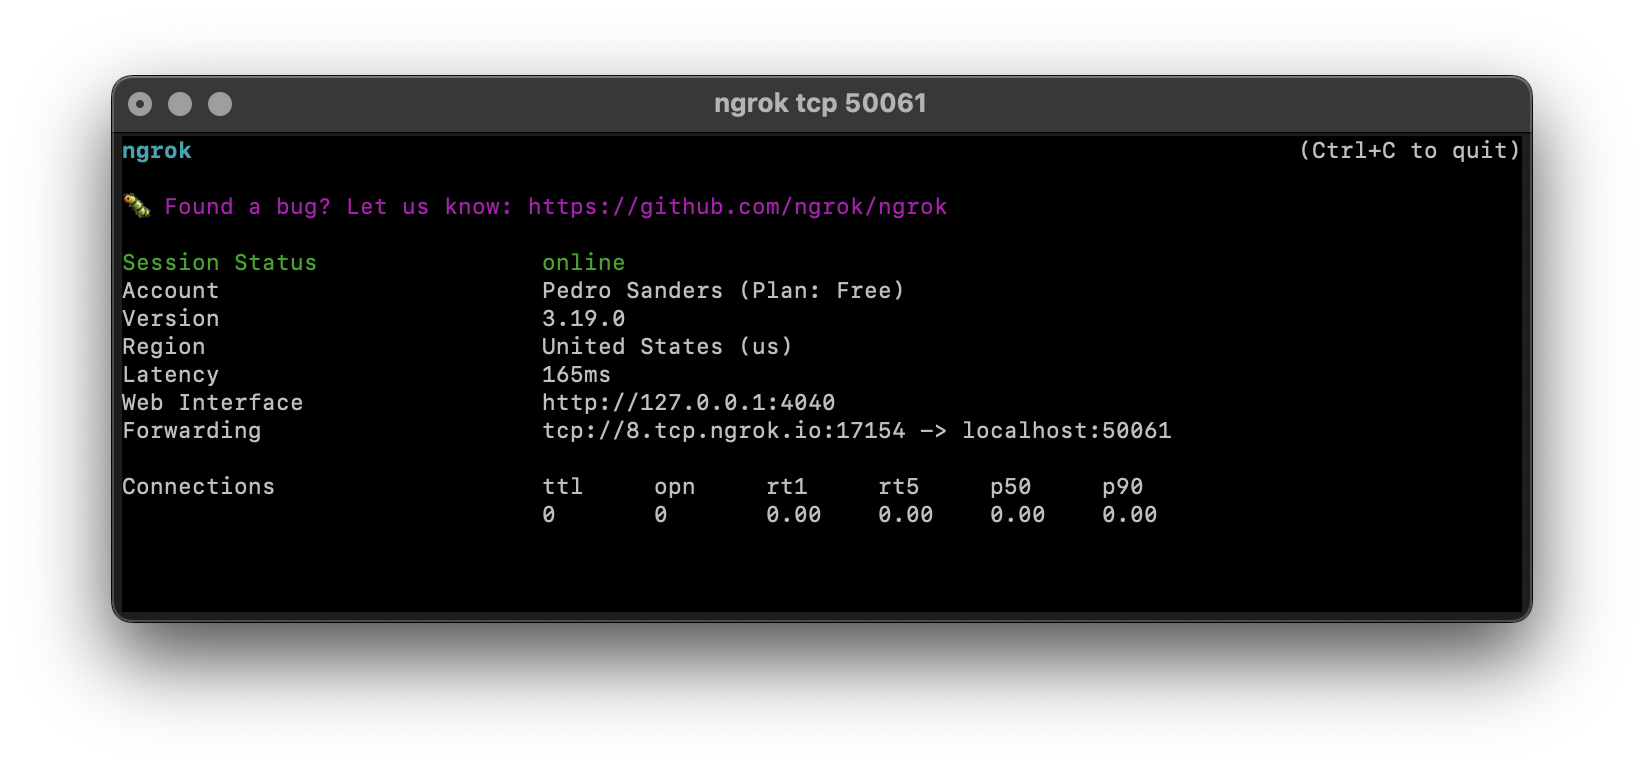 ngrok tcp 50061
ngrok (Ctrl+C to quit)
🐛 Found a bug? Let us know: https://github.com/ngrok/ngrok
Session Status online
Account Pedro Sanders (Plan: Free)
Version 3.19.0
Region United States (us)
Latency 165ms
Web Interface http://127.0.0.1:4040
Forwarding tcp://8.tcp.ngrok.io:17154 -> localhost:50061
Connections ttl opn rt1 rt5 p50 p90
0 0 0.00 0.00 0.00 0.00